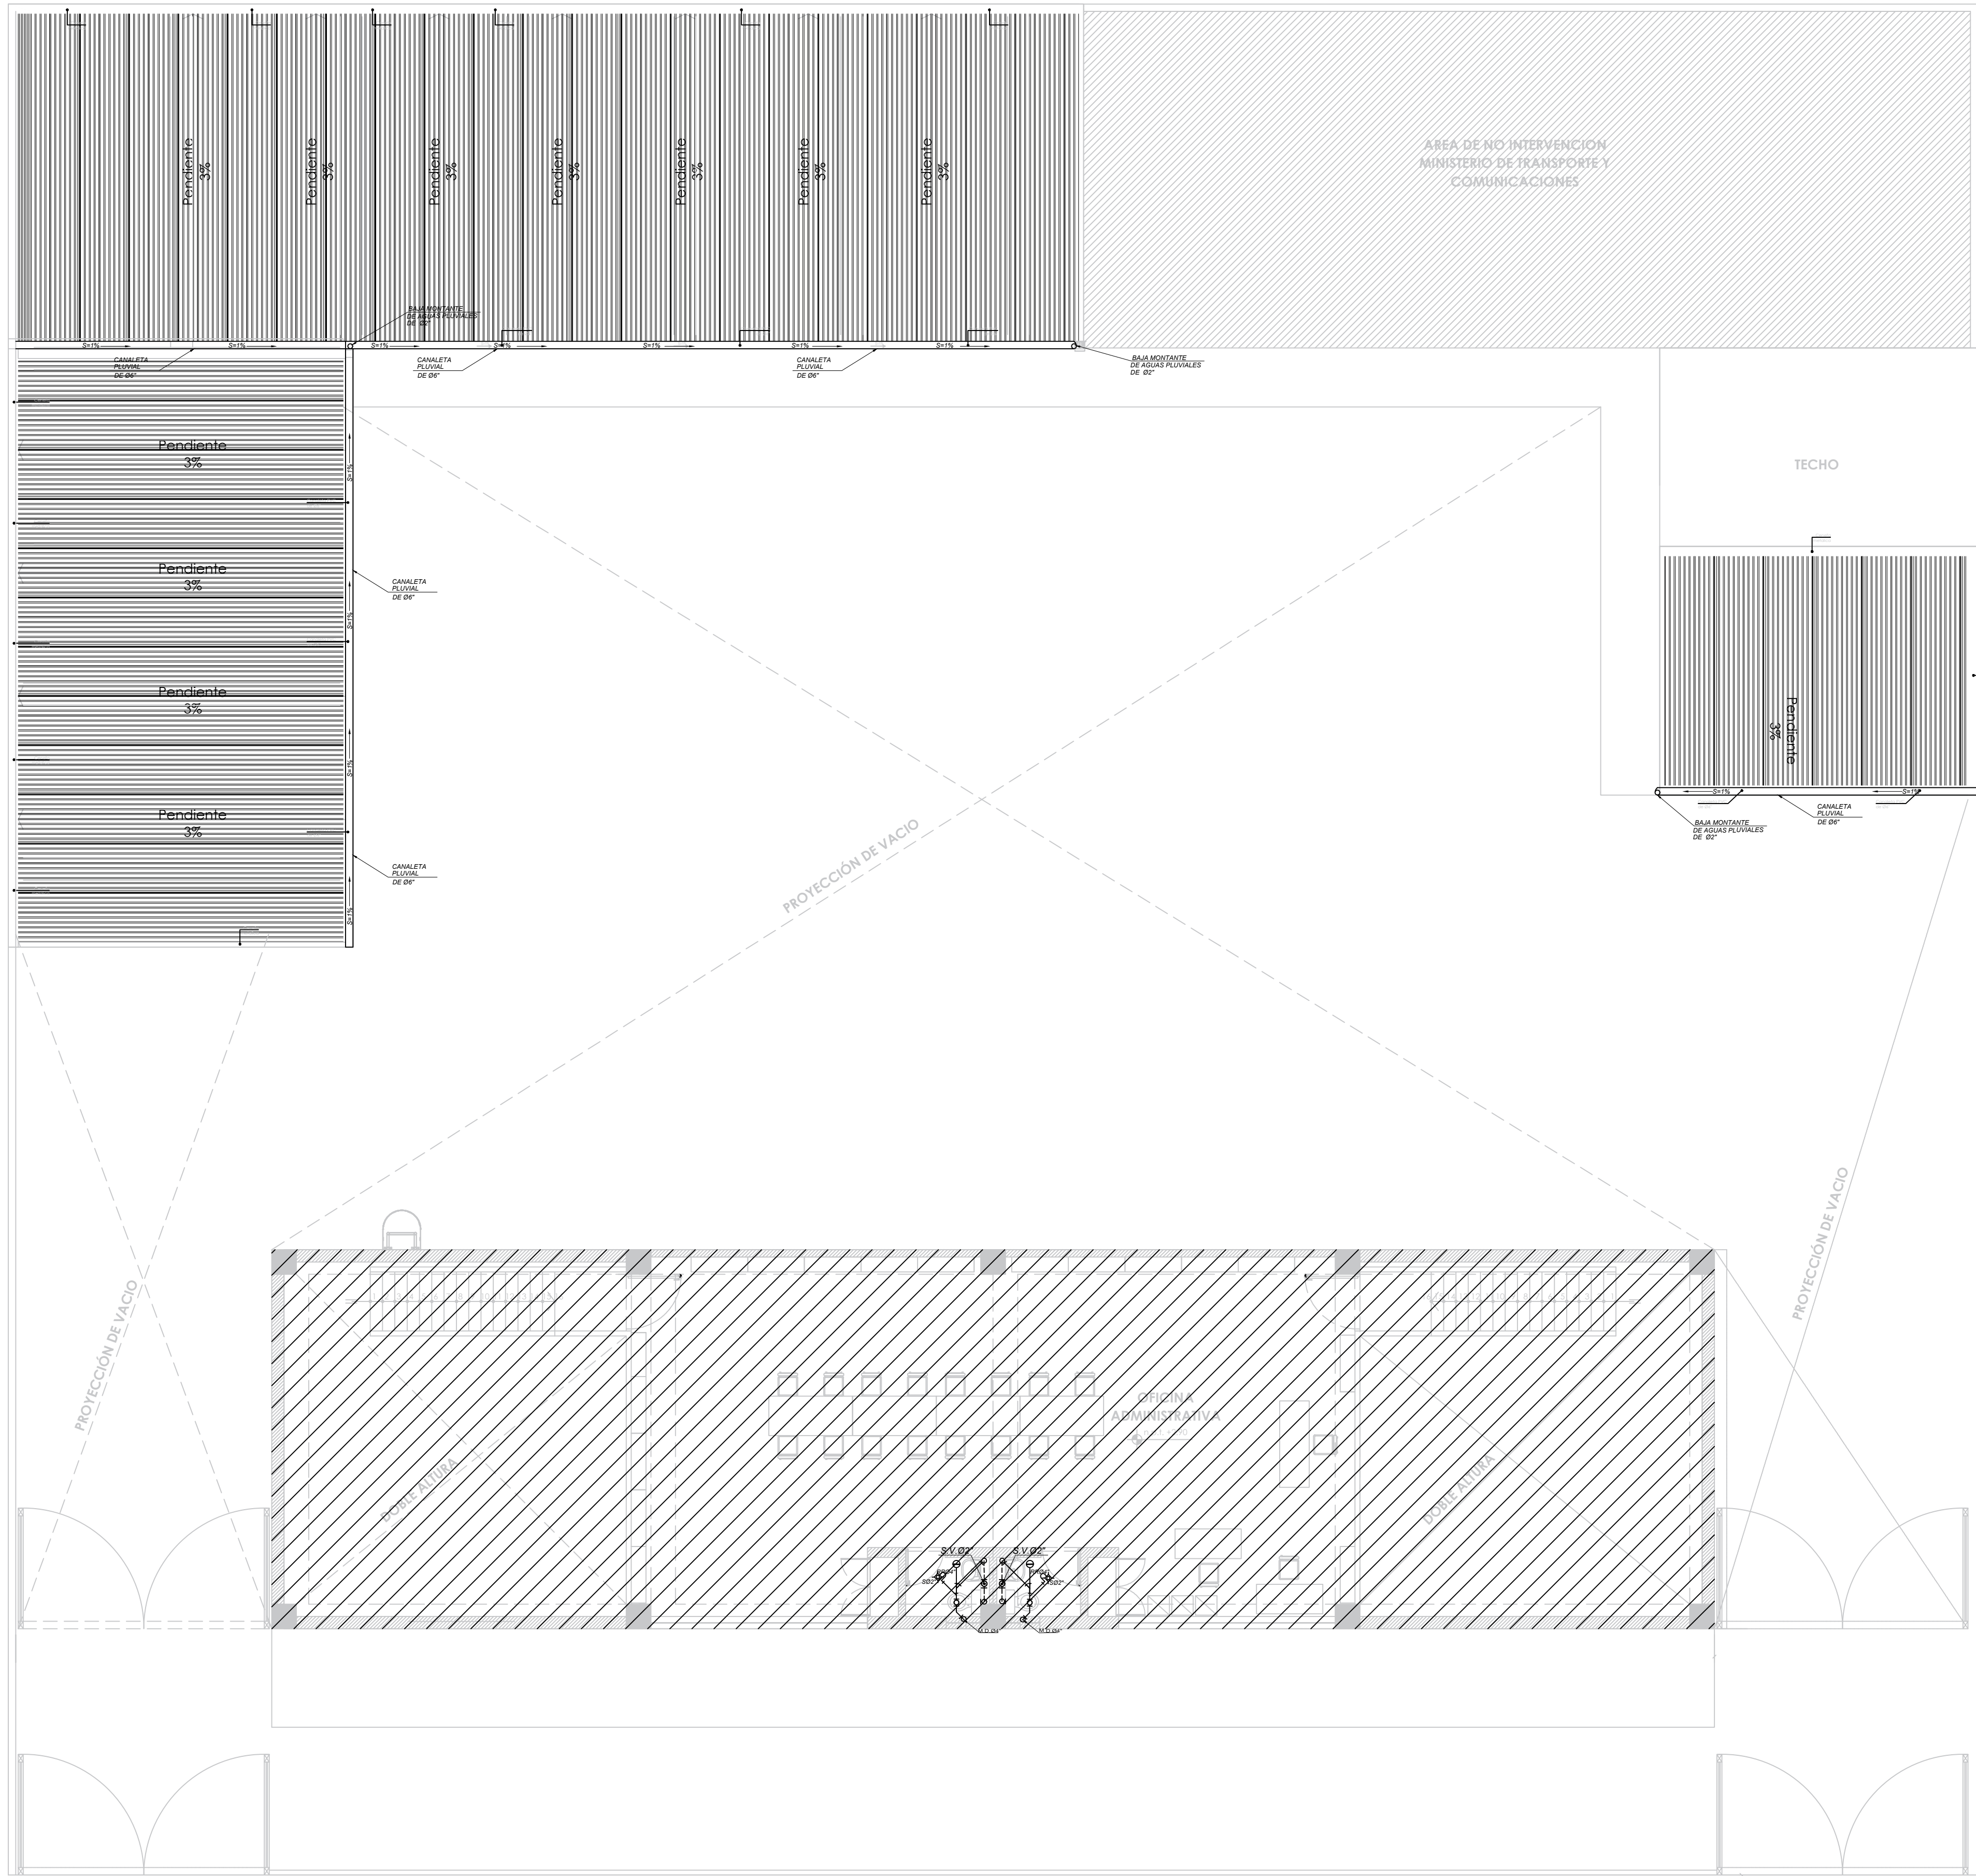 Pendiente
3%
Pendiente
3%
Pendiente
3%
Pendiente
3%
Pendiente
3%
Pendiente
3%
Pendiente
3%
AREA DE NO INTERVENCION
MINISTERIO DE TRANSPORTE Y
COMUNICACIONES
BAJA MONTANTE
DE AGUAS PLUVIALES
DE Ø2"
S=1%
S=1%
S=1%
S=1%
S=1%
S=1%
S=1%
CANALETA
PLUVIAL
DE Ø6"
CANALETA
PLUVIAL
DE Ø6"
CANALETA
PLUVIAL
DE Ø6"
BAJA MONTANTE
DE AGUAS PLUVIALES
DE Ø2"
Pendiente
3%
S=1%
TECHO
Pendiente
3%
CANALETA
PLUVIAL
DE Ø6"
S=1%
Pendiente
3%
Pendiente
3%
S=1%
S=1%
S=1%
CANALETA
PLUVIAL
DE Ø6"
BAJA MONTANTE
DE AGUAS PLUVIALES
DE Ø2"
Pendiente
3%
CANALETA
PLUVIAL
DE Ø6"
S=1%
PROYECCIÓN DE VACIO
PROYECCIÓN DE VACIO
PROYECCIÓN DE VACIO
OFICINA
ADMINISTRATIVA
DOBLE ALTURA
DOBLE ALTURA
S.V.Ø2"
S.V.Ø2"
SØ2"
SØ2"
M.D.Ø4"
M.D.Ø4"